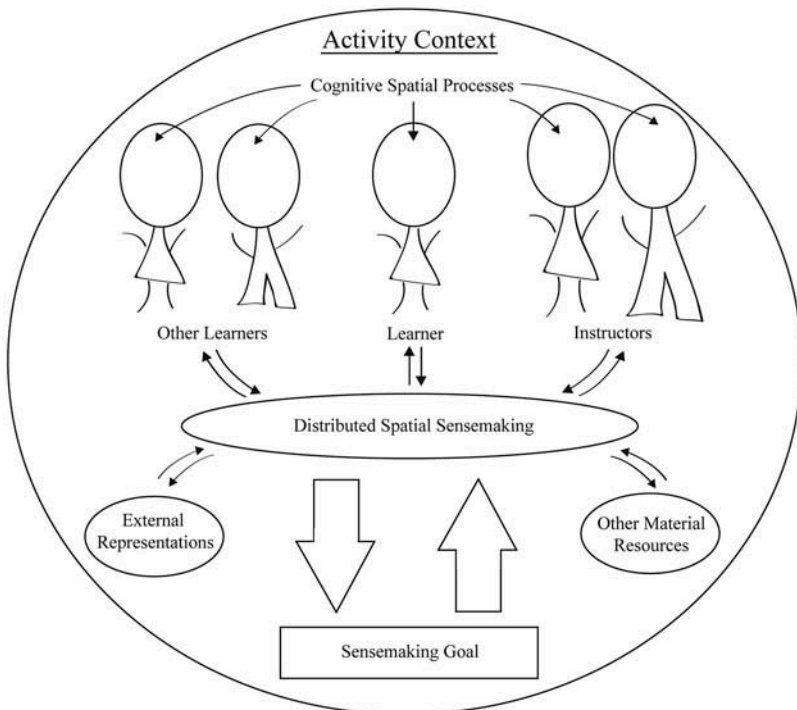 Activity Context
Cognitive Spatial Processes
Other Learners
Learner
Instructors
Distributed Spatial Sensemaking
External
Representations
Other Material
Resources
Sensemaking Goal